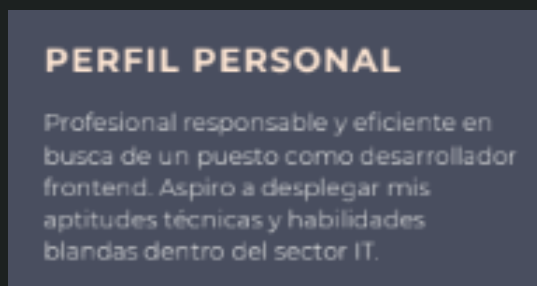 PERFIL PERSONAL
Profesional responsable y eficiente en
busca de un puesto como desarrollador
frontend. Aspiro a desplegar mis
aptitudes técnicas y habilidades
blandas dentro del sector IT.